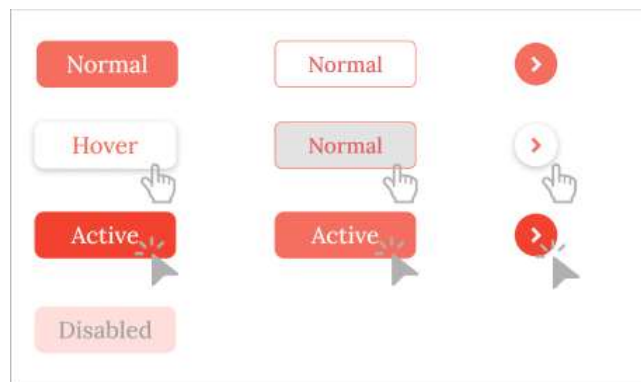 Normal
Normal
Hover
Normal
Active
Active
Disabled